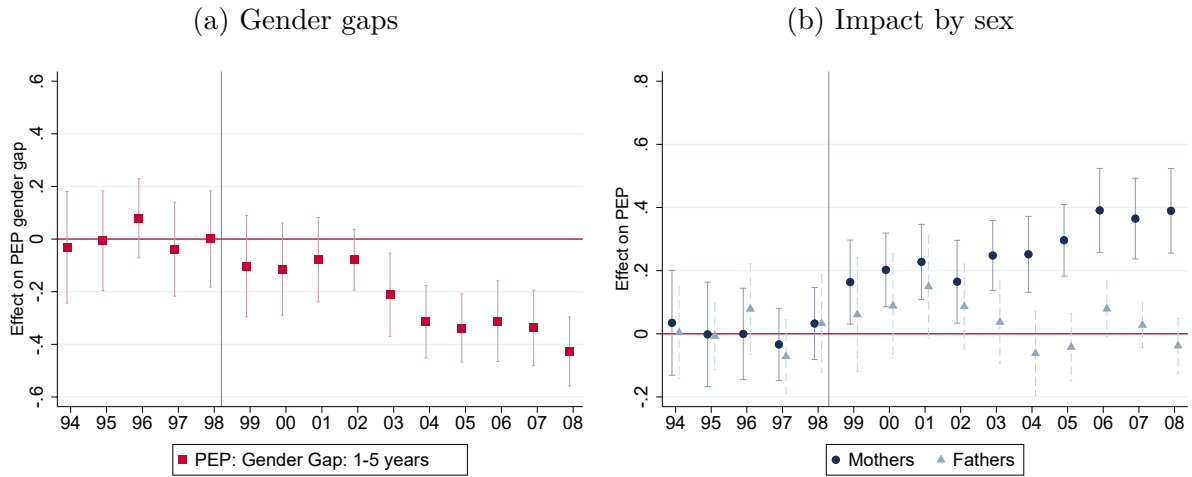 (a) Gender gaps
Effect on PEP gender gap
.6
.4
.2
0
-.2
-.4
-.6
94 95 96 97 98 99 00 01 02 03 04 05 06 07 08
PEP: Gender Gap: 1-5 years
(b) Impact by sex
Effect on PEP
.8
.6
.4
.2
0
-.2
94 95 96 97 98 99 00 01 02 03 04 05 06 07 08
Mothers Fathers